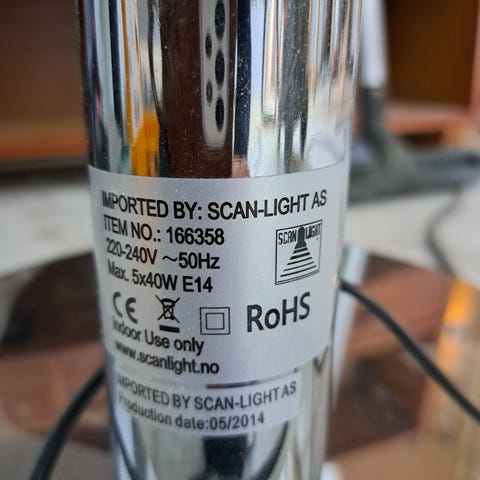 IMPORTED BY: SCAN-LIGHT AS
ITEM NO.: 166358
SCAN LIGHT
220-240V ~50Hz
Max. 5x40W E14
CE RoHS
Indoor Use only
www.scanlight.no
IMPORTED BY SCAN-LIGHT AS
Production date:05/2014